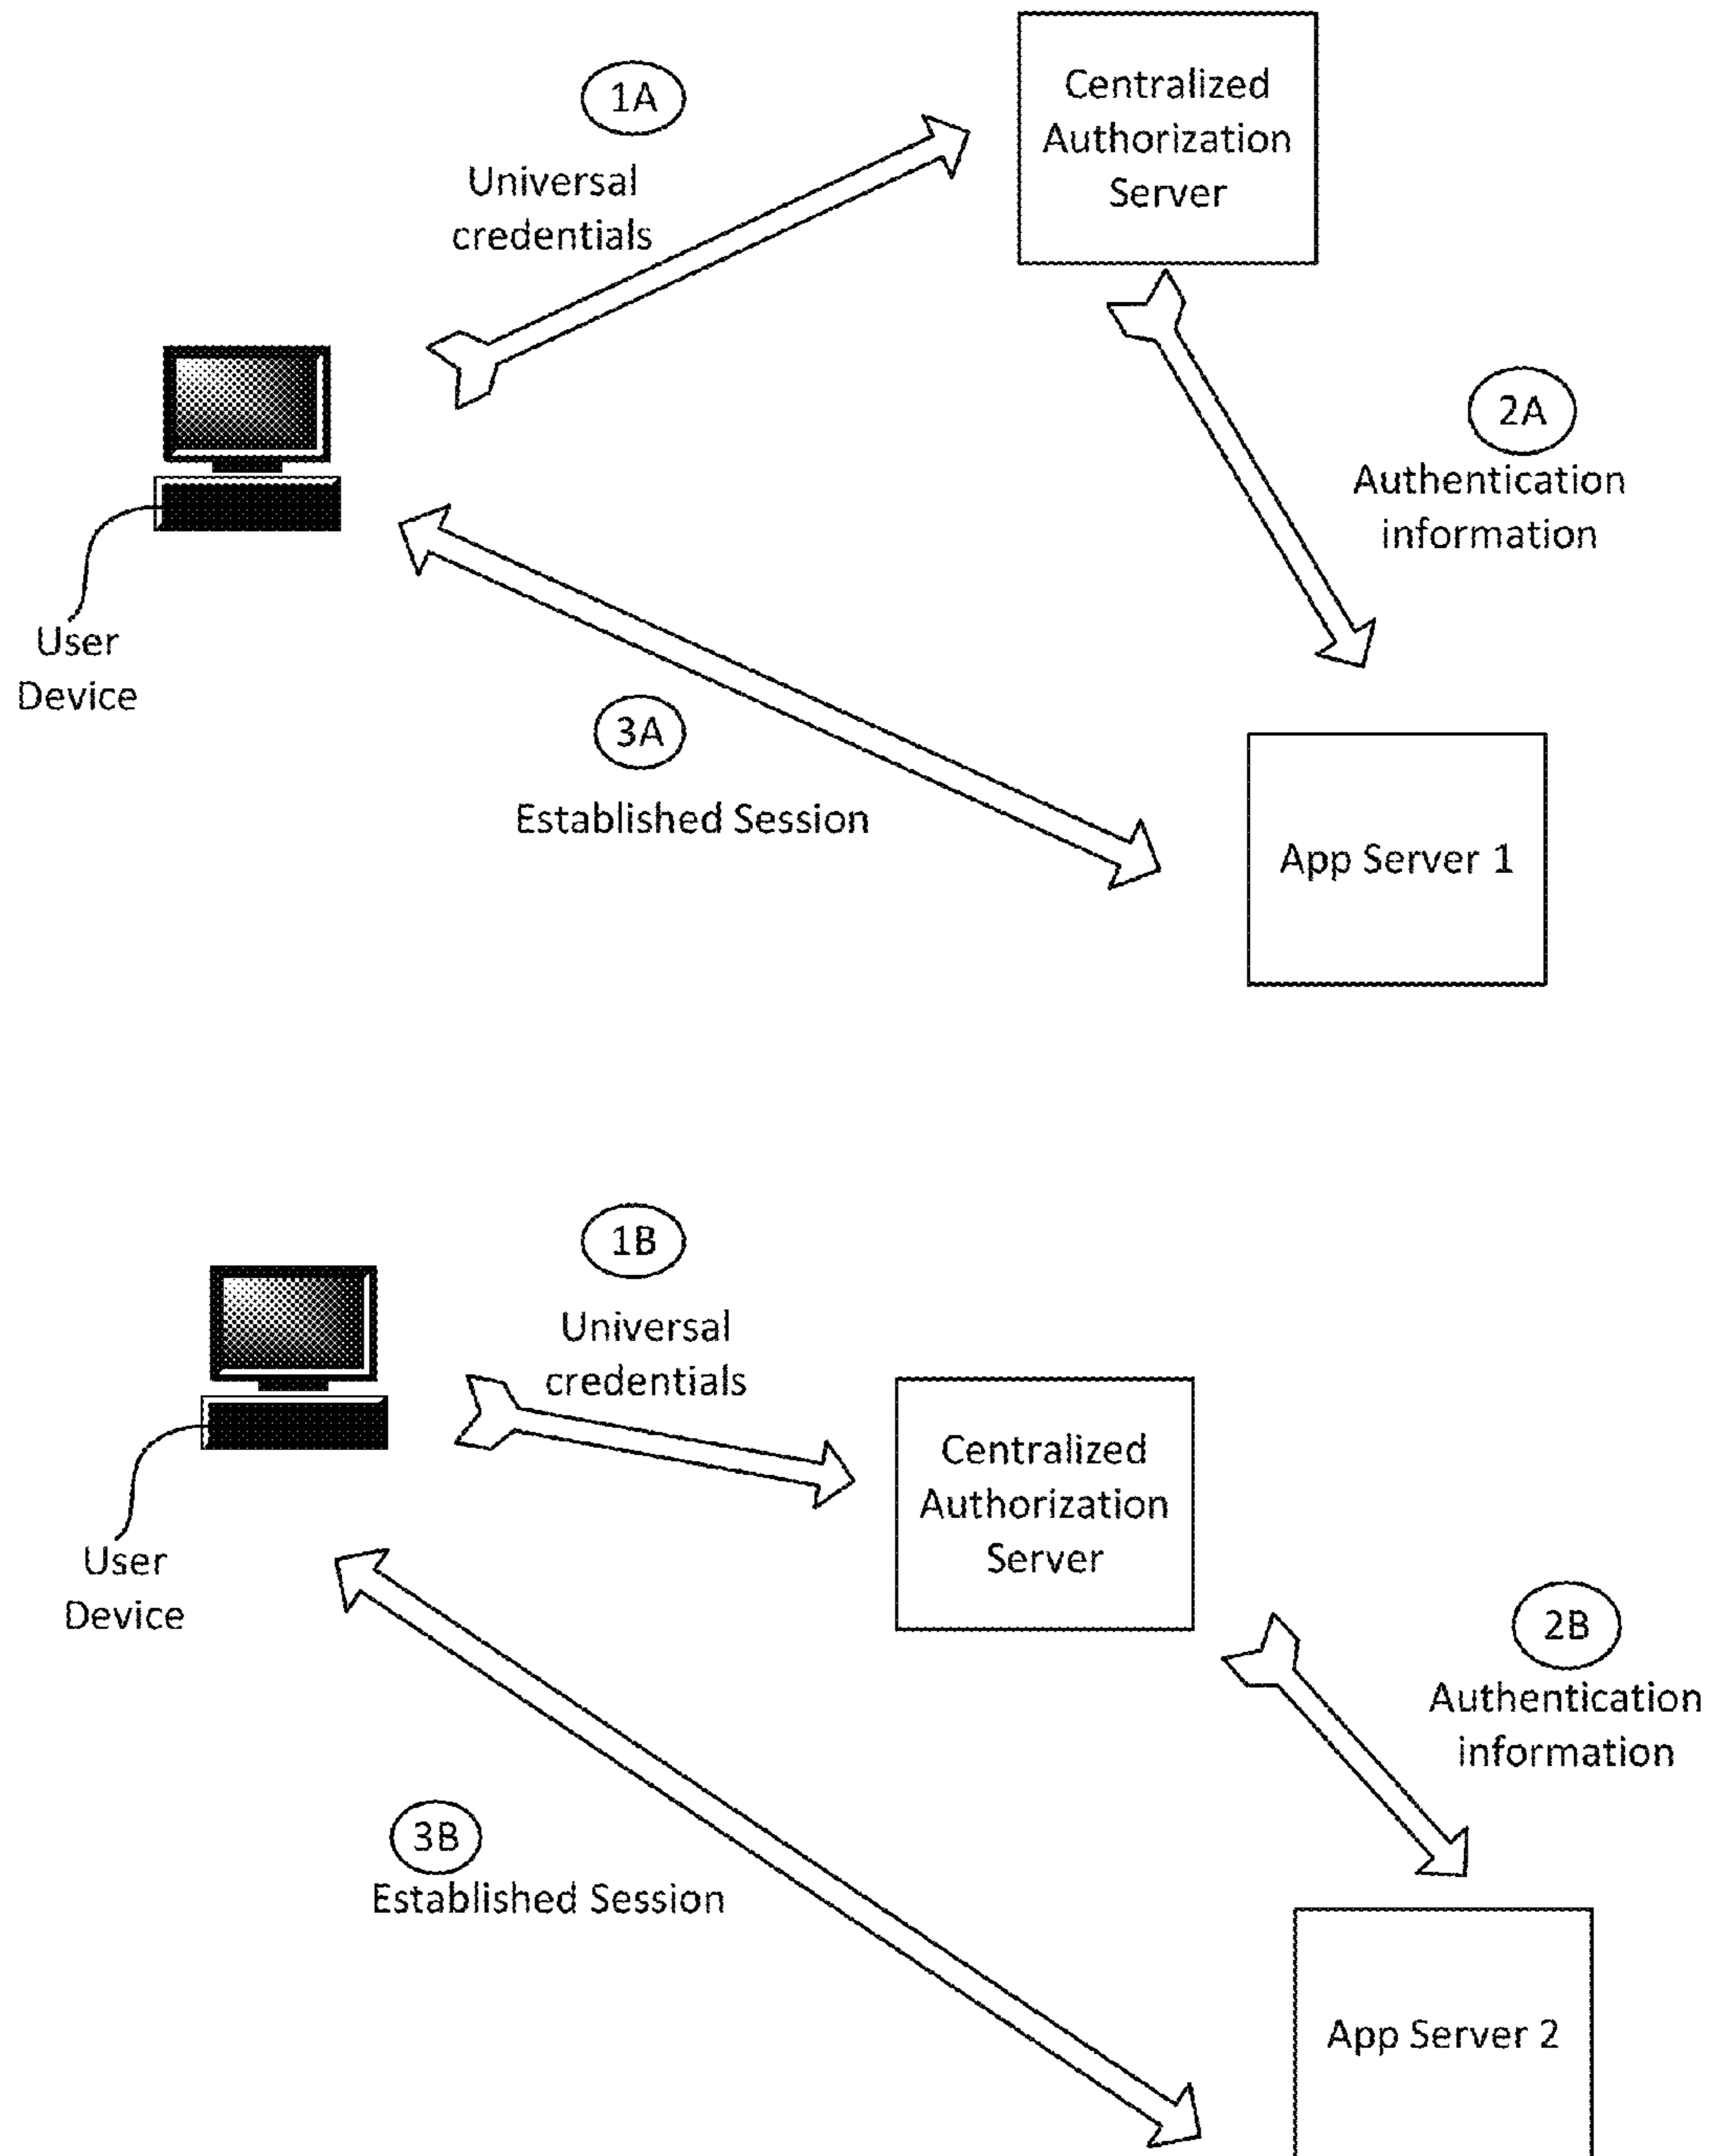 1A
Universal
credentials
Centralized
Authorization
Server
2A
Authentication
information
User
Device
3A
Established Session
App Server 1
1B
Universal
credentials
Centralized
Authorization
Server
User
Device
2B
Authentication
information
3B
Established Session
App Server 2